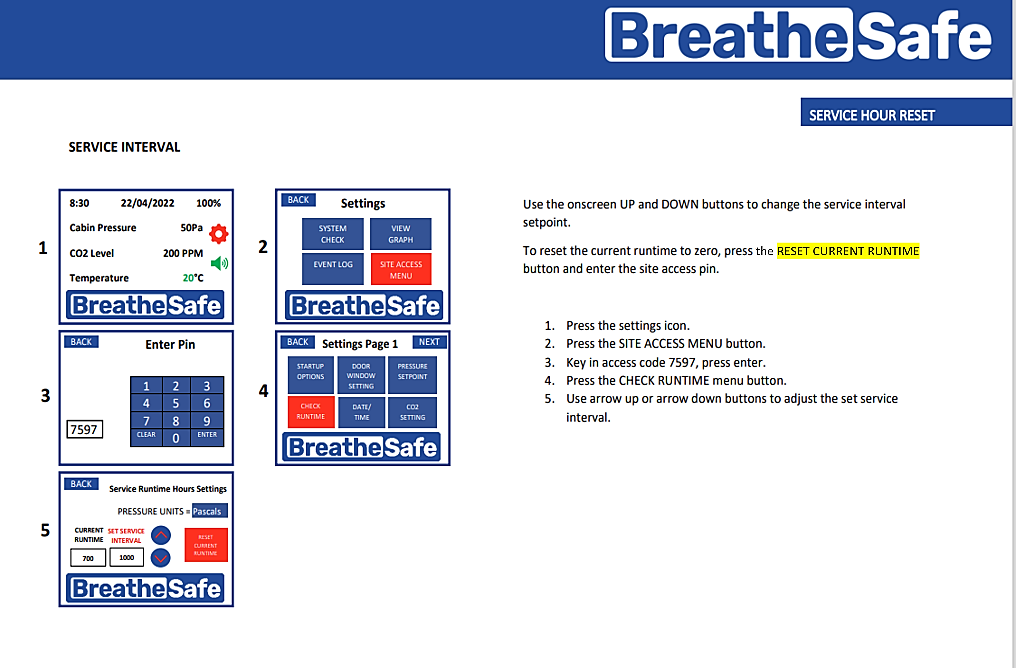 BreatheSafe
SERVICE HOUR RESET
SERVICE INTERVAL
1
8:30 22/04/2022 100%
Cabin Pressure 50Pa
CO2 Level 200 PPM
Temperature 20°C
BreatheSafe
2
BACK Settings
SYSTEM CHECK
VIEW GRAPH
EVENT LOG
SITE ACCESS MENU
BreatheSafe
3
BACK
Enter Pin
1 2 3
4 5 6
7 8 9
CLEAR 0 ENTER
7597
4
BACK Settings Page 1 NEXT
STARTUP OPTIONS
DOOR WINDOW SETTING
PRESSURE SETPOINT
CHECK RUNTIME
DATE/ TIME
CO2 SETTING
BreatheSafe
5
BACK
Service Runtime Hours Settings
PRESSURE UNITS = Pascals
CURRENT RUNTIME
SET SERVICE INTERVAL
700 1000
RESET CURRENT RUNTIME
BreatheSafe
Use the onscreen UP and DOWN buttons to change the service interval
setpoint.
To reset the current runtime to zero, press the RESET CURRENT RUNTIME
button and enter the site access pin.
1. Press the settings icon.
2. Press the SITE ACCESS MENU button.
3. Key in access code 7597, press enter.
4. Press the CHECK RUNTIME menu button.
5. Use arrow up or arrow down buttons to adjust the set service
interval.